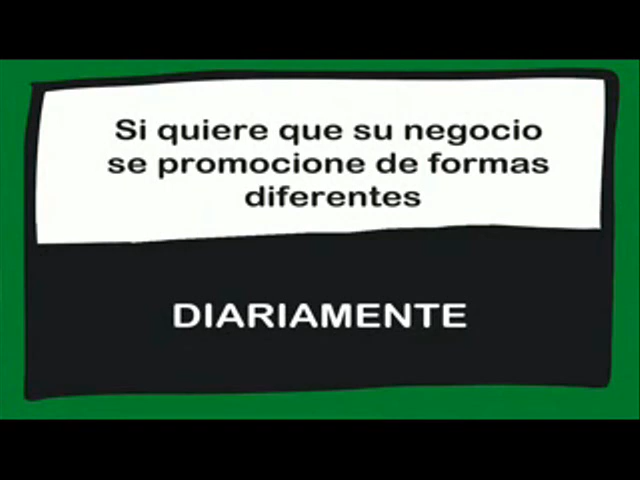 Si quiere que su negocio
se promocione de formas
diferentes
DIARIAMENTE